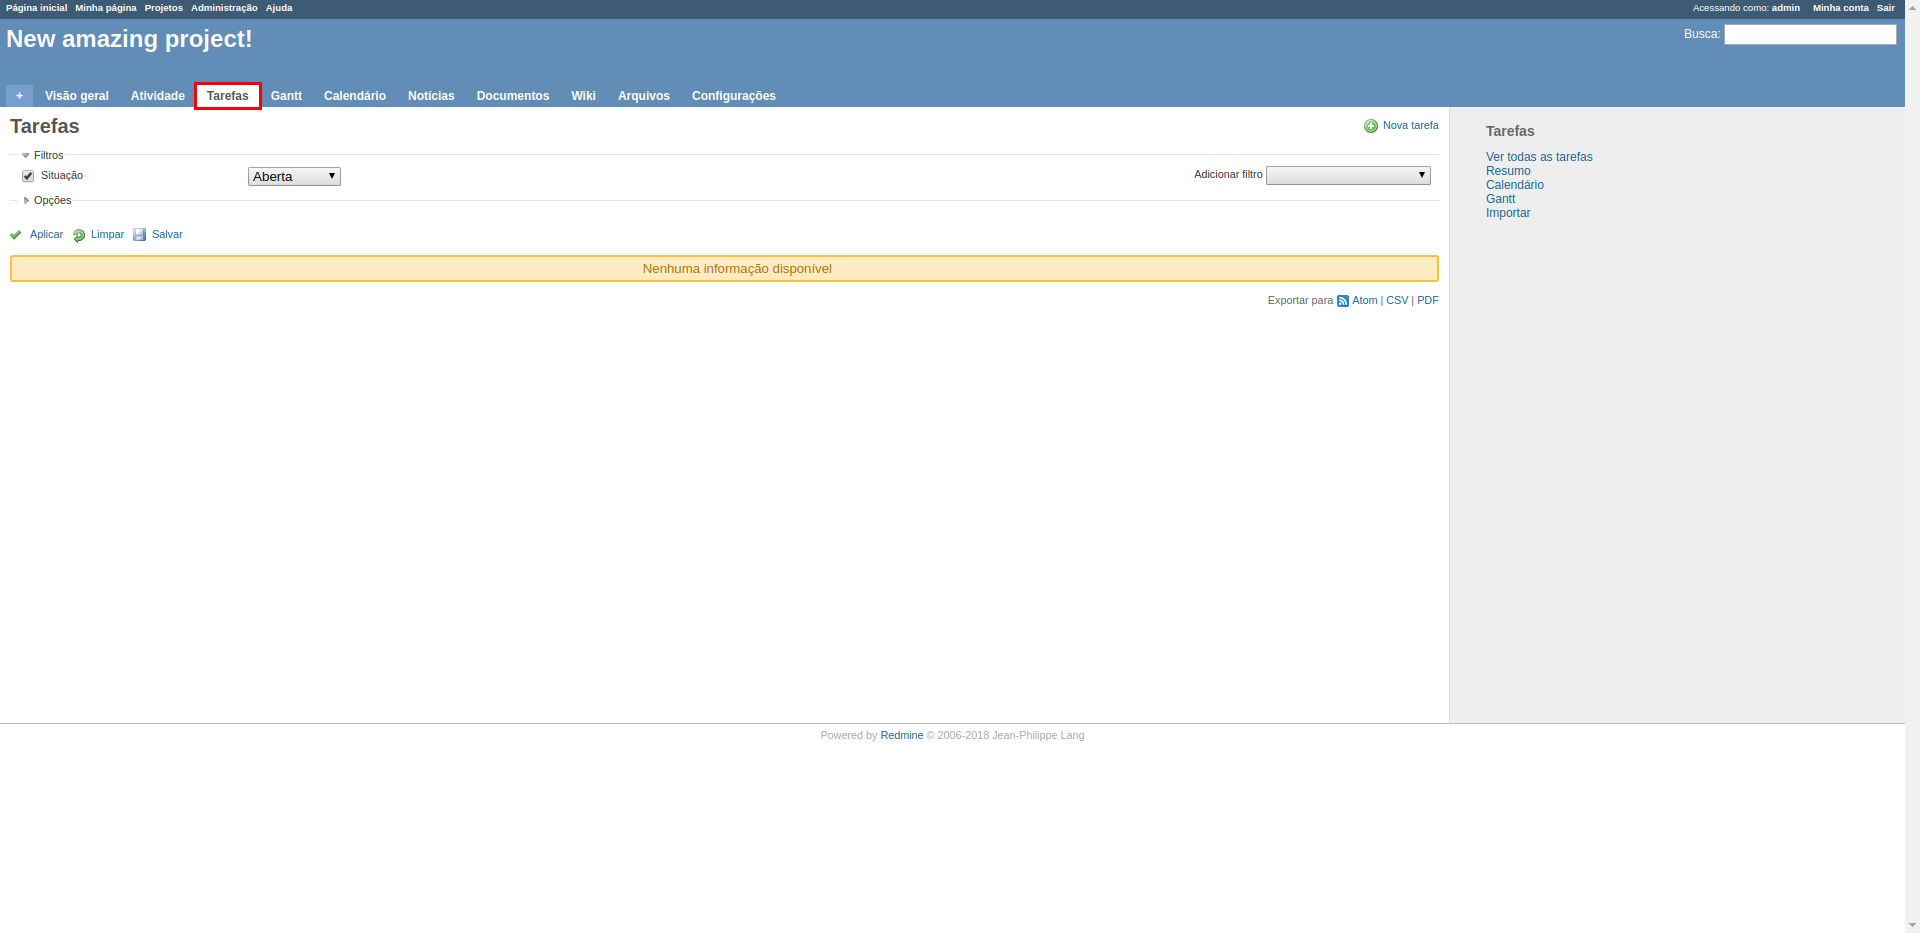 Página inicial Minha página Projetos Administração Ajuda Acessando como: admin Minha conta Sair
New amazing project! Busca:
+ Visão geral Atividade Tarefas Gantt Calendário Notícias Documentos Wiki Arquivos Configurações
Tarefas Nova tarefa
Filtros
Situação Aberta Adicionar filtro
Opções
Aplicar Limpar Salvar
Nenhuma informação disponível
Exportar para Atom | CSV | PDF
Tarefas
Ver todas as tarefas
Resumo
Calendário
Gantt
Importar
Powered by Redmine © 2006-2018 Jean-Philippe Lang